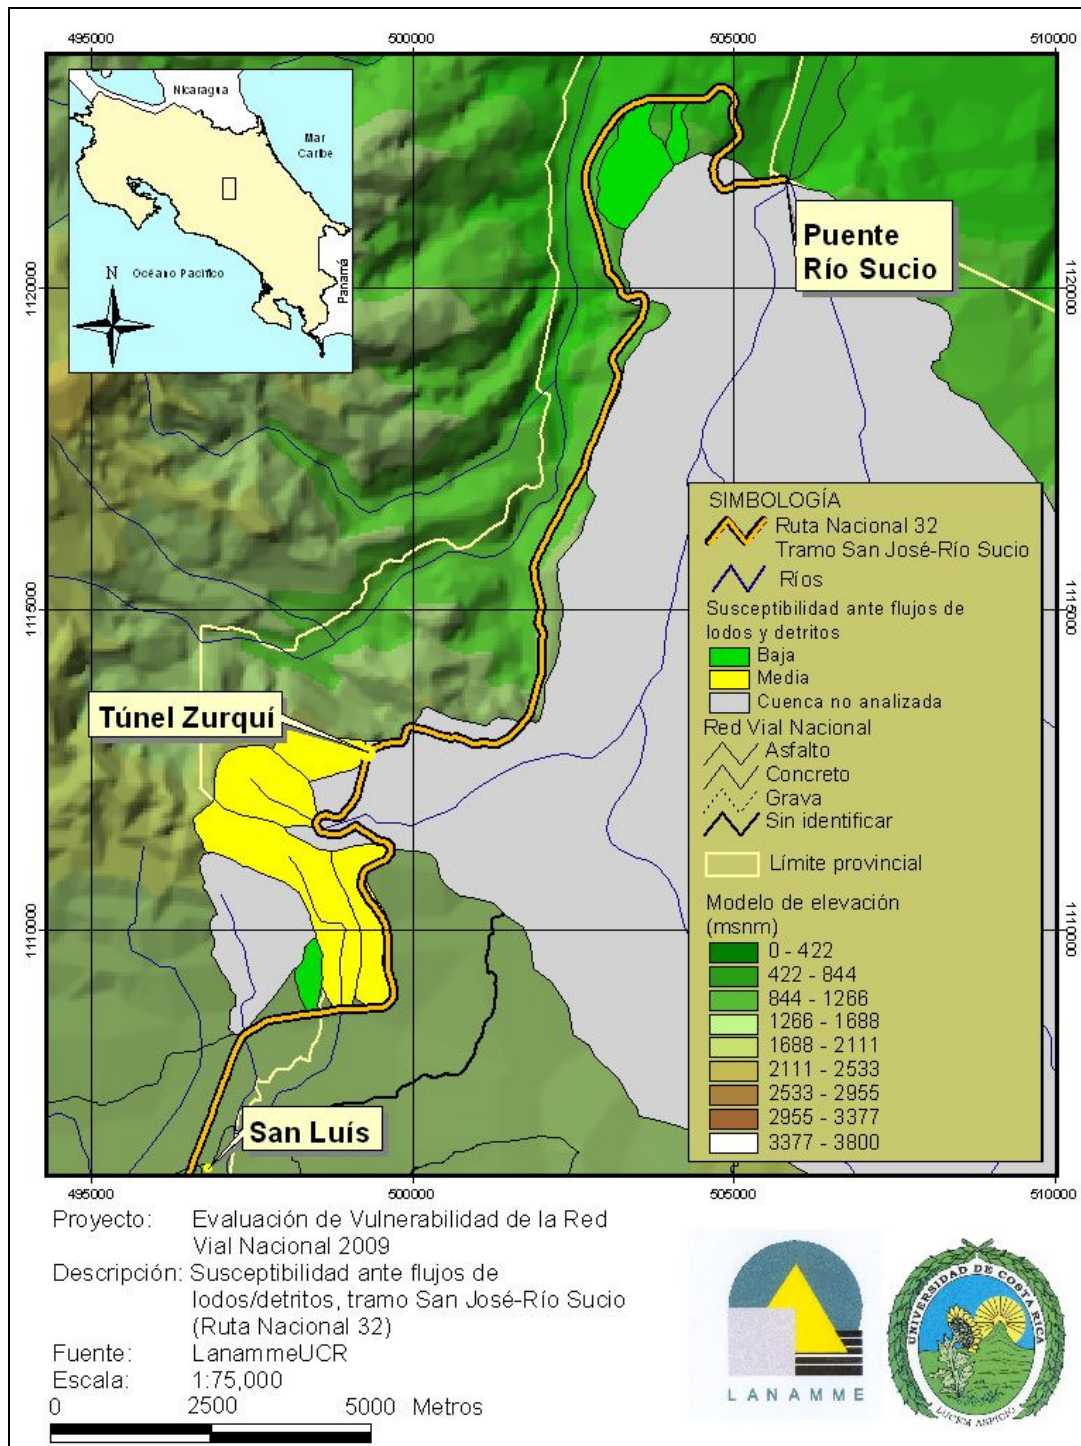 495000 500000 505000 510000
Nicaragua
Mar
Caribe
N
Océano Pacífico
Panamá
1120000
1120000
Puente
Río Sucio
SIMBOLOGÍA
Ruta Nacional 32
Tramo San José-Río Sucio
Ríos
Susceptibilidad ante flujos de
lodos y detritos
Baja
Media
Cuenca no analizada
Red Vial Nacional
Asfalto
Concreto
Grava
Sin identificar
Límite provincial
Modelo de elevación
(msnm)
0 - 422
422 - 844
844 - 1266
1266 - 1688
1688 - 2111
2111 - 2533
2533 - 2955
2955 - 3377
3377 - 3800
1115000
1115000
Túnel Zurquí
1110000
1110000
San Luís
495000 500000 505000 510000
Proyecto: Evaluación de Vulnerabilidad de la Red
Vial Nacional 2009
Descripción: Susceptibilidad ante flujos de
lodos/detritos, tramo San José-Río Sucio
(Ruta Nacional 32)
Fuente: LanammeUCR
Escala: 1:75,000
0 2500 5000 Metros
LANAMME
UNIVERSIDAD DE COSTA RICA
LUCEM ASPICIO